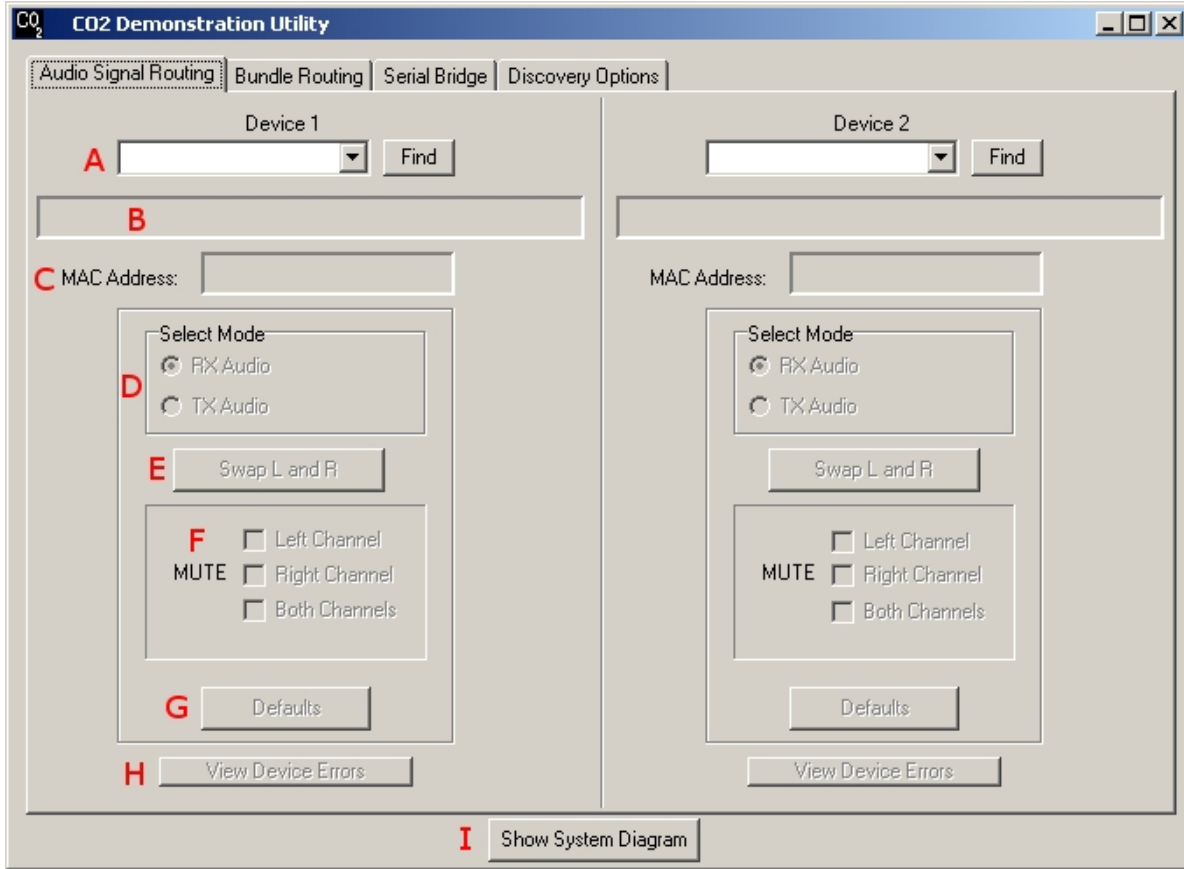 CO2 CO2 Demonstration Utility
Audio Signal Routing Bundle Routing Serial Bridge Discovery Options
Device 1
A Find
B
C MAC Address:
Select Mode
D RX Audio
TX Audio
E Swap L and R
F Left Channel
MUTE Right Channel
Both Channels
G Defaults
H View Device Errors
Device 2
Find
MAC Address:
Select Mode
RX Audio
TX Audio
Swap L and R
Left Channel
MUTE Right Channel
Both Channels
Defaults
View Device Errors
I Show System Diagram